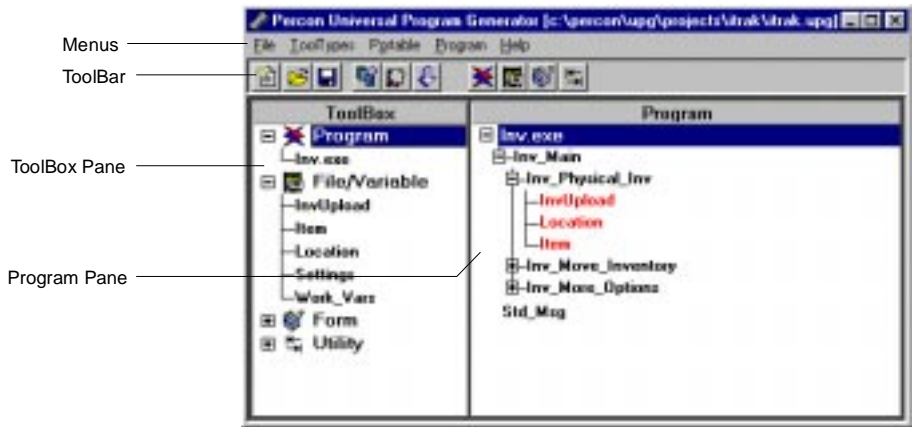 Percon Universal Program Generator [c:\percon\upg\projects\itrak\itrak.upg]
Menus
File ToolTypes Portable Program Help
ToolBar
ToolBox Program
Program Inv.exe
Inv.exe Inv_Main
ToolBox Pane
File/Variable Inv_Physical_Inv
InvUpload InvUpload
Item Location
Location Item
Program Pane
Settings Inv_Move_Inventory
Work_Vars Inv_More_Options
Form Std_Msg
Utility